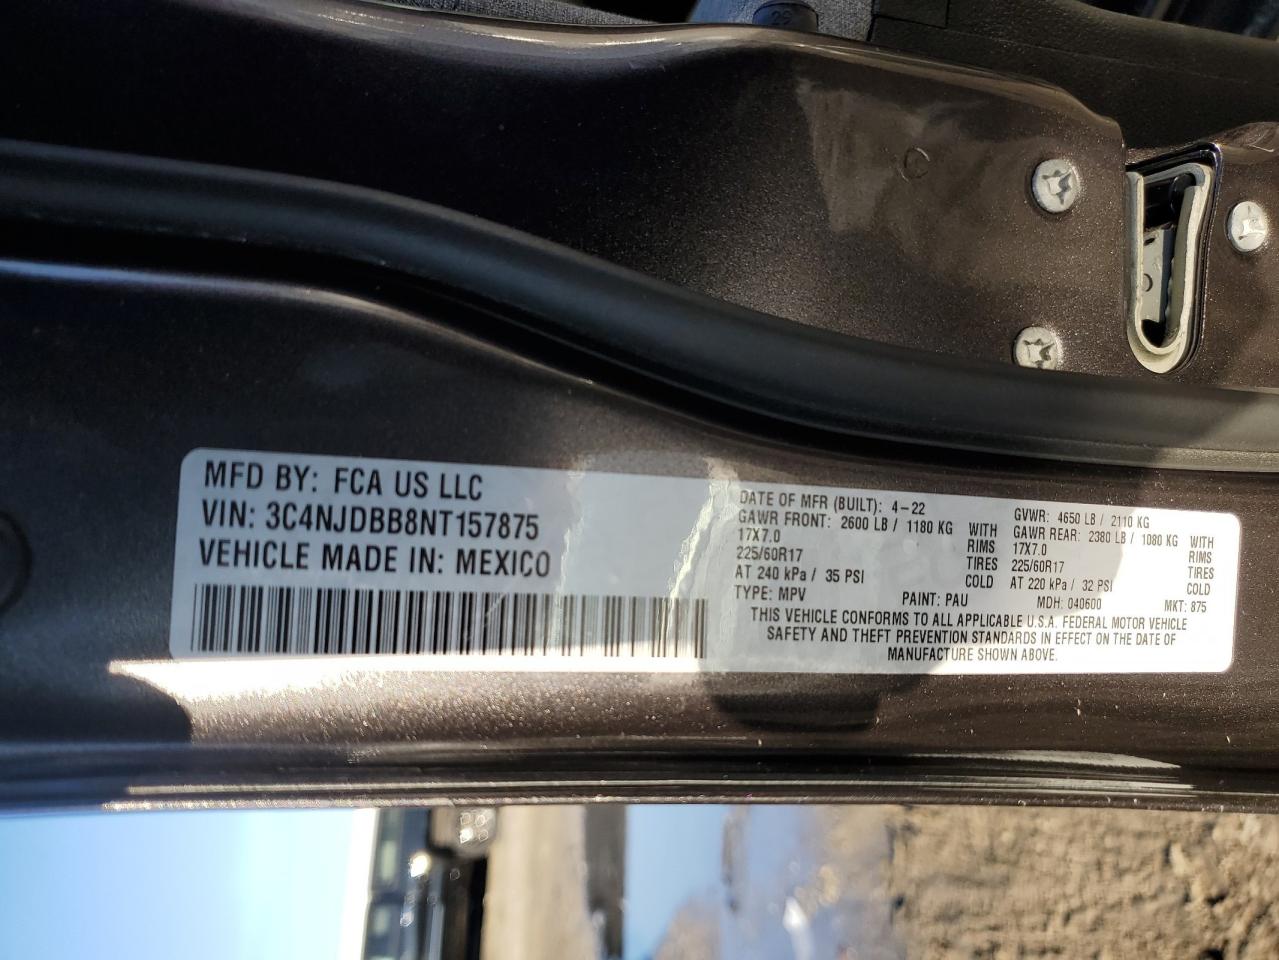 29
MFD BY: FCA US LLC
VIN: 3C4NJDBB8NT157875
VEHICLE MADE IN: MEXICO
DATE OF MFR (BUILT): 4-22 GVWR: 4650 LB / 2110 KG
GAWR FRONT: 2600 LB / 1180 KG WITH GAWR REAR: 2380 LB / 1080 KG WITH
17X7.0 RIMS 17X7.0 RIMS
225/60R17 TIRES 225/60R17 TIRES
AT 240 kPa / 35 PSI COLD AT 220 kPa / 32 PSI COLD
TYPE: MPV PAINT: PAU MDH: 040600 MKT: 875
THIS VEHICLE CONFORMS TO ALL APPLICABLE U.S.A. FEDERAL MOTOR VEHICLE
SAFETY AND THEFT PREVENTION STANDARDS IN EFFECT ON THE DATE OF
MANUFACTURE SHOWN ABOVE.